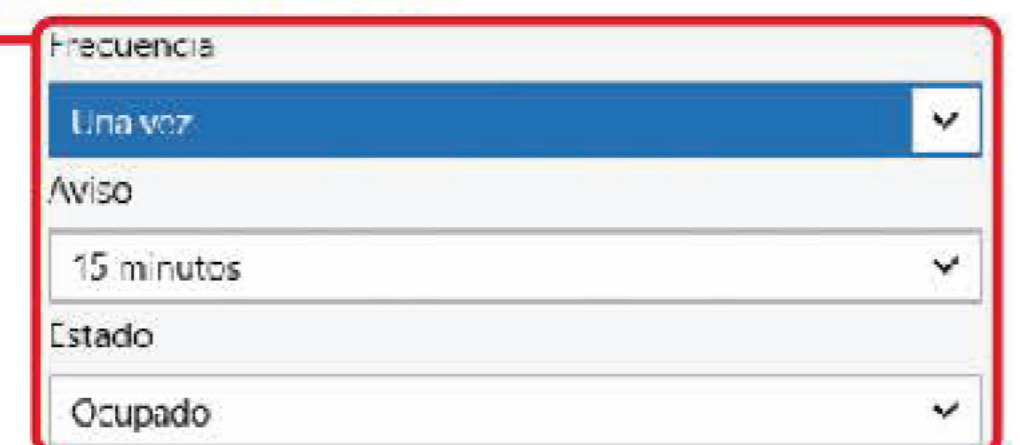 Frecuencia
Una vez
Aviso
15 minutos
Estado
Ocupado